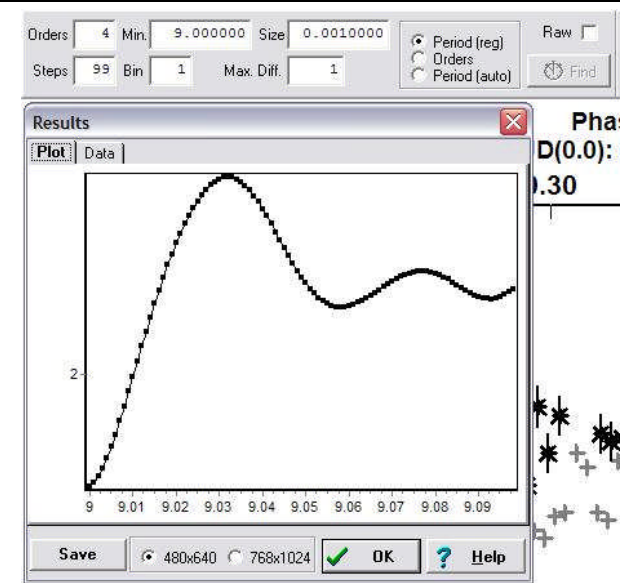 Orders 4 Min. 9.000000 Size 0.0010000
Steps 99 Bin 1 Max. Diff. 1
Period (reg)
Orders
Period (auto)
Raw
Find
Results
Plot Data
Phas
D(0.0):
0.30
2
9 9.01 9.02 9.03 9.04 9.05 9.06 9.07 9.08 9.09
Save 480x640 768x1024 OK ? Help